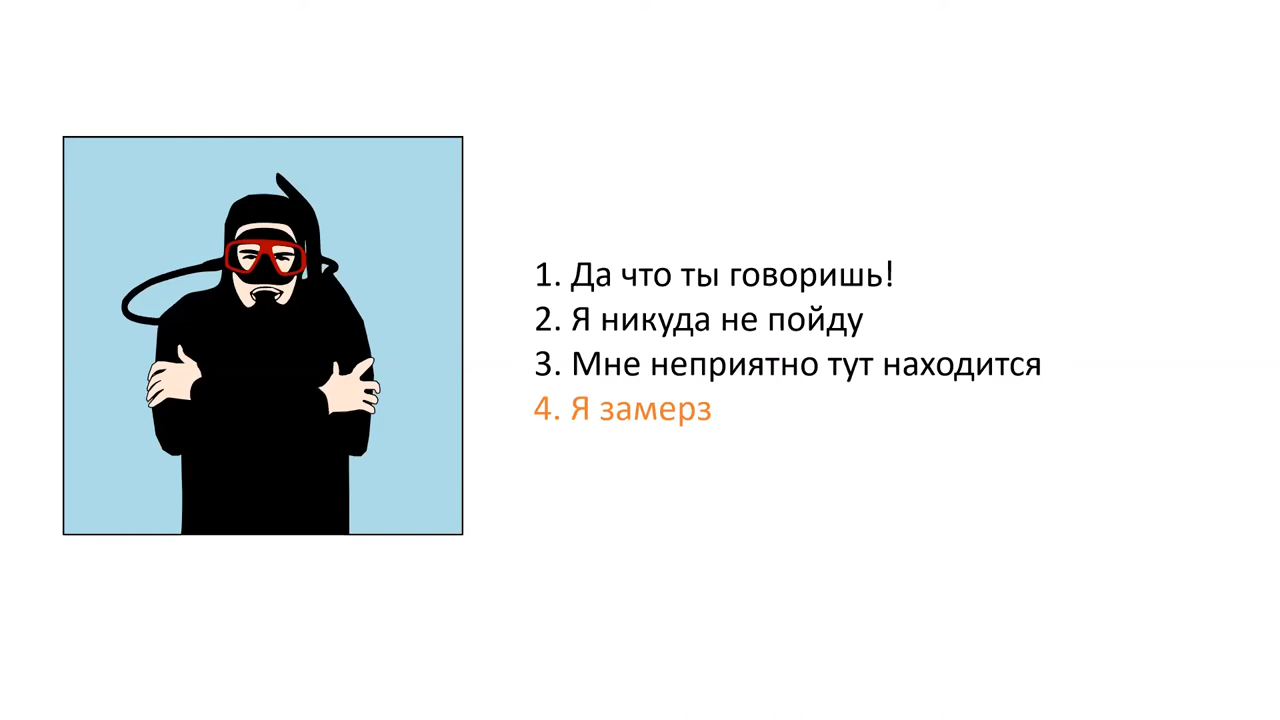 1. Да что ты говоришь!
2. Я никуда не пойду
3. Мне неприятно тут находится
4. Я замерз